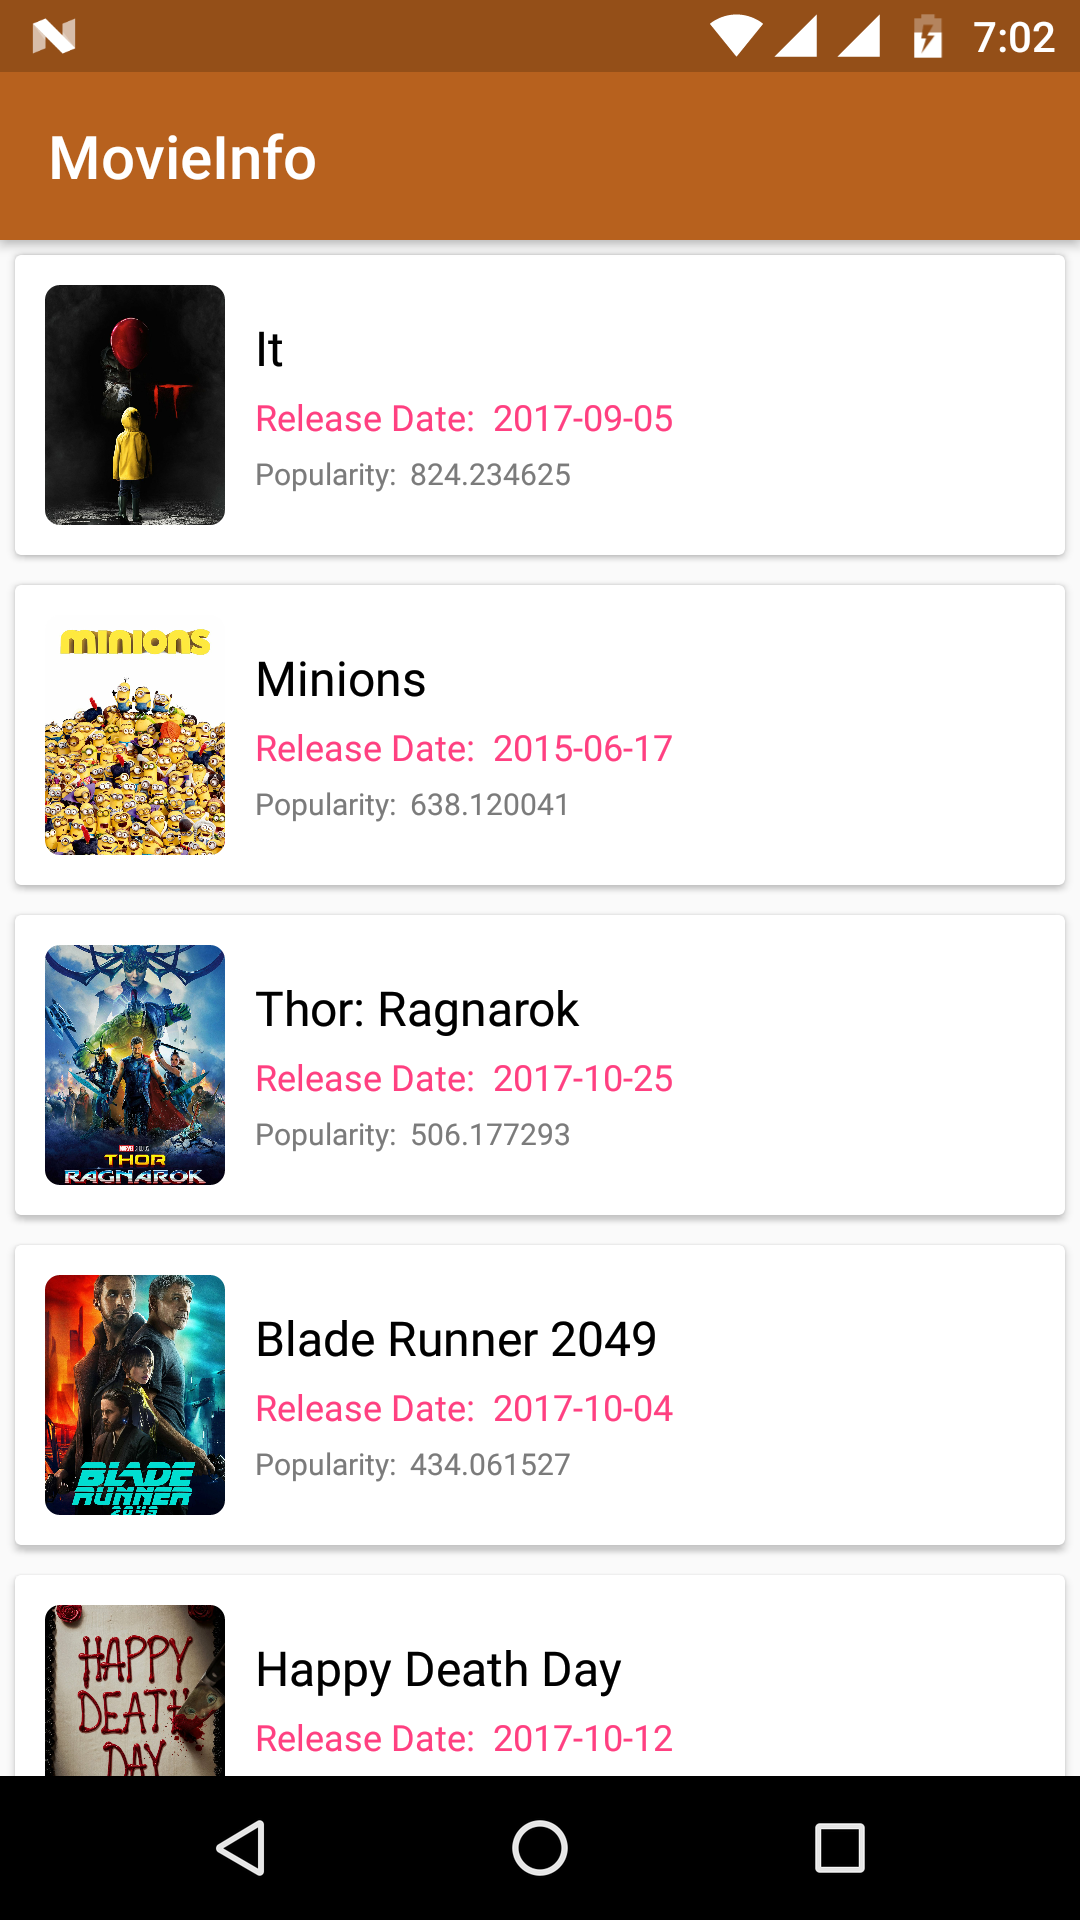 7:02
MovieInfo
IT
It
Release Date: 2017-09-05
Popularity: 824.234625
minions
Minions
Release Date: 2015-06-17
Popularity: 638.120041
THOR
RAGNAROK
Thor: Ragnarok
Release Date: 2017-10-25
Popularity: 506.177293
BLADE
RUNNER
2049
Blade Runner 2049
Release Date: 2017-10-04
Popularity: 434.061527
HAPPY
DEATH
DAY
Happy Death Day
Release Date: 2017-10-12